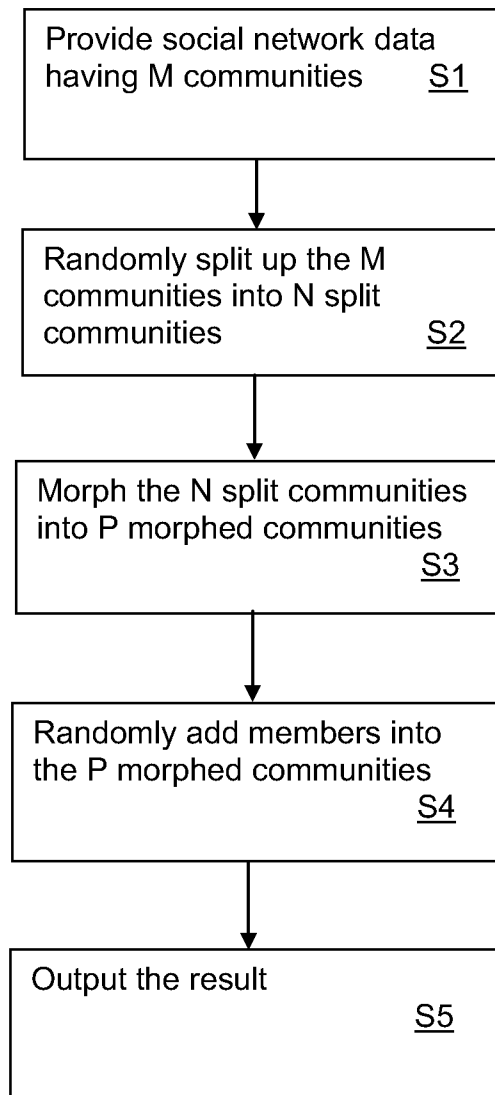 Provide social network data
having M communities S1
Randomly split up the M
communities into N split
communities S2
Morph the N split communities
into P morphed communities
S3
Randomly add members into
the P morphed communities
S4
Output the result
S5